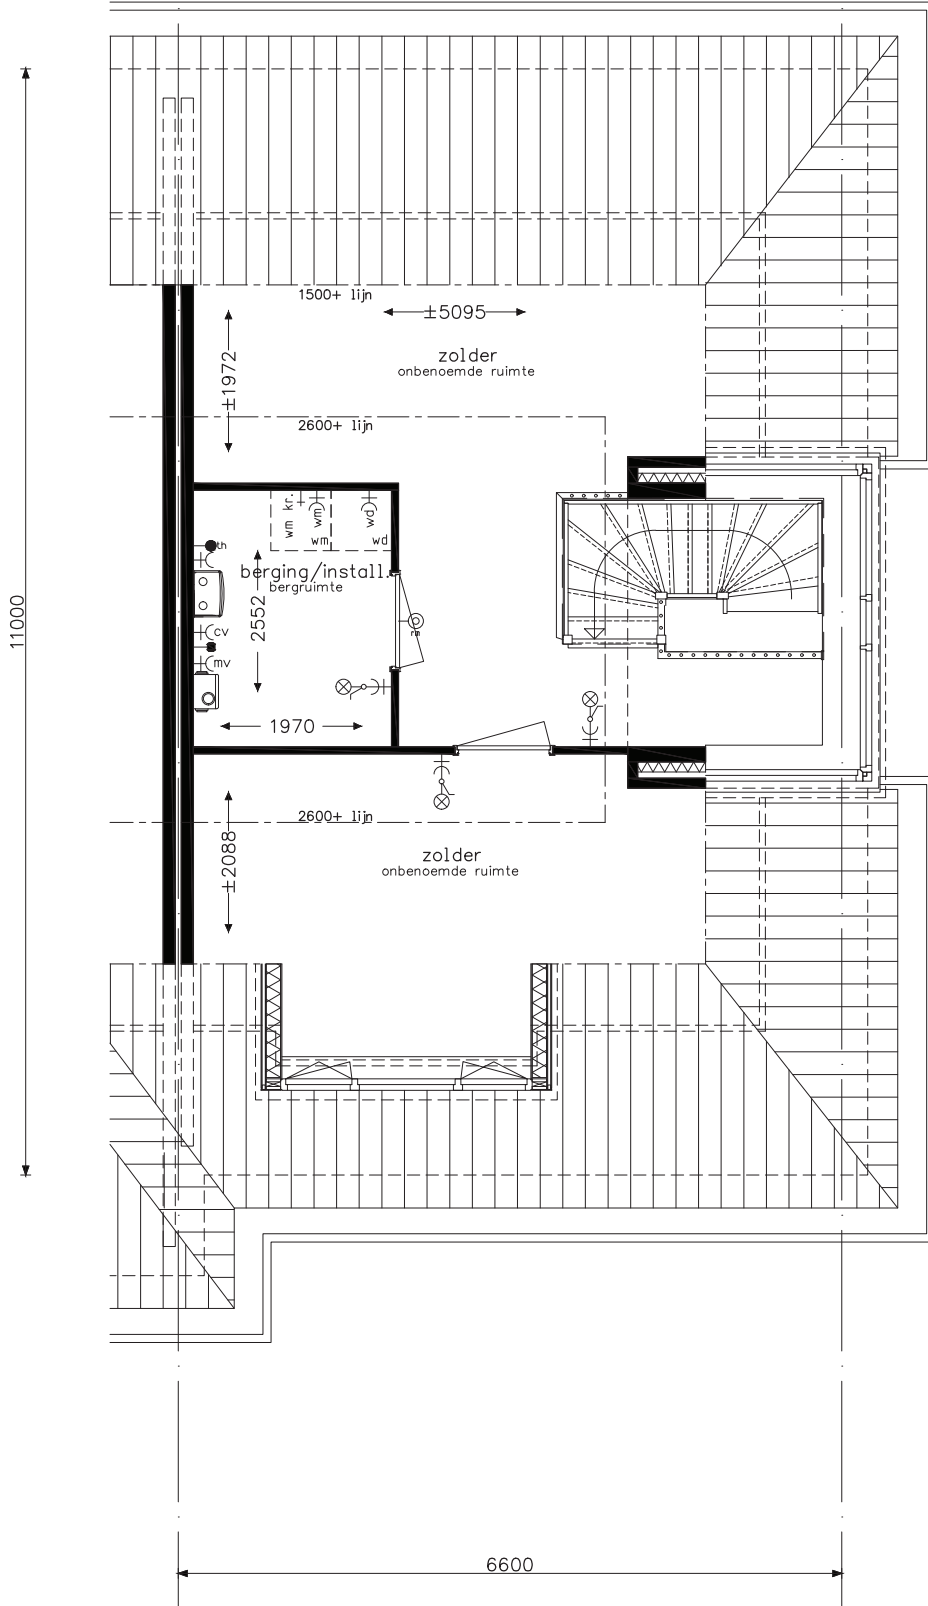 1500+ lijn
±5095
zolder
onbenoemde ruimte
±1972
2600+ lijn
wm kr.
wm
wd
wm
wd
th
berging/install.
bergruimte
2552
cv
mv
rm
1970
11000
2600+ lijn
±2088
zolder
onbenoemde ruimte
6600